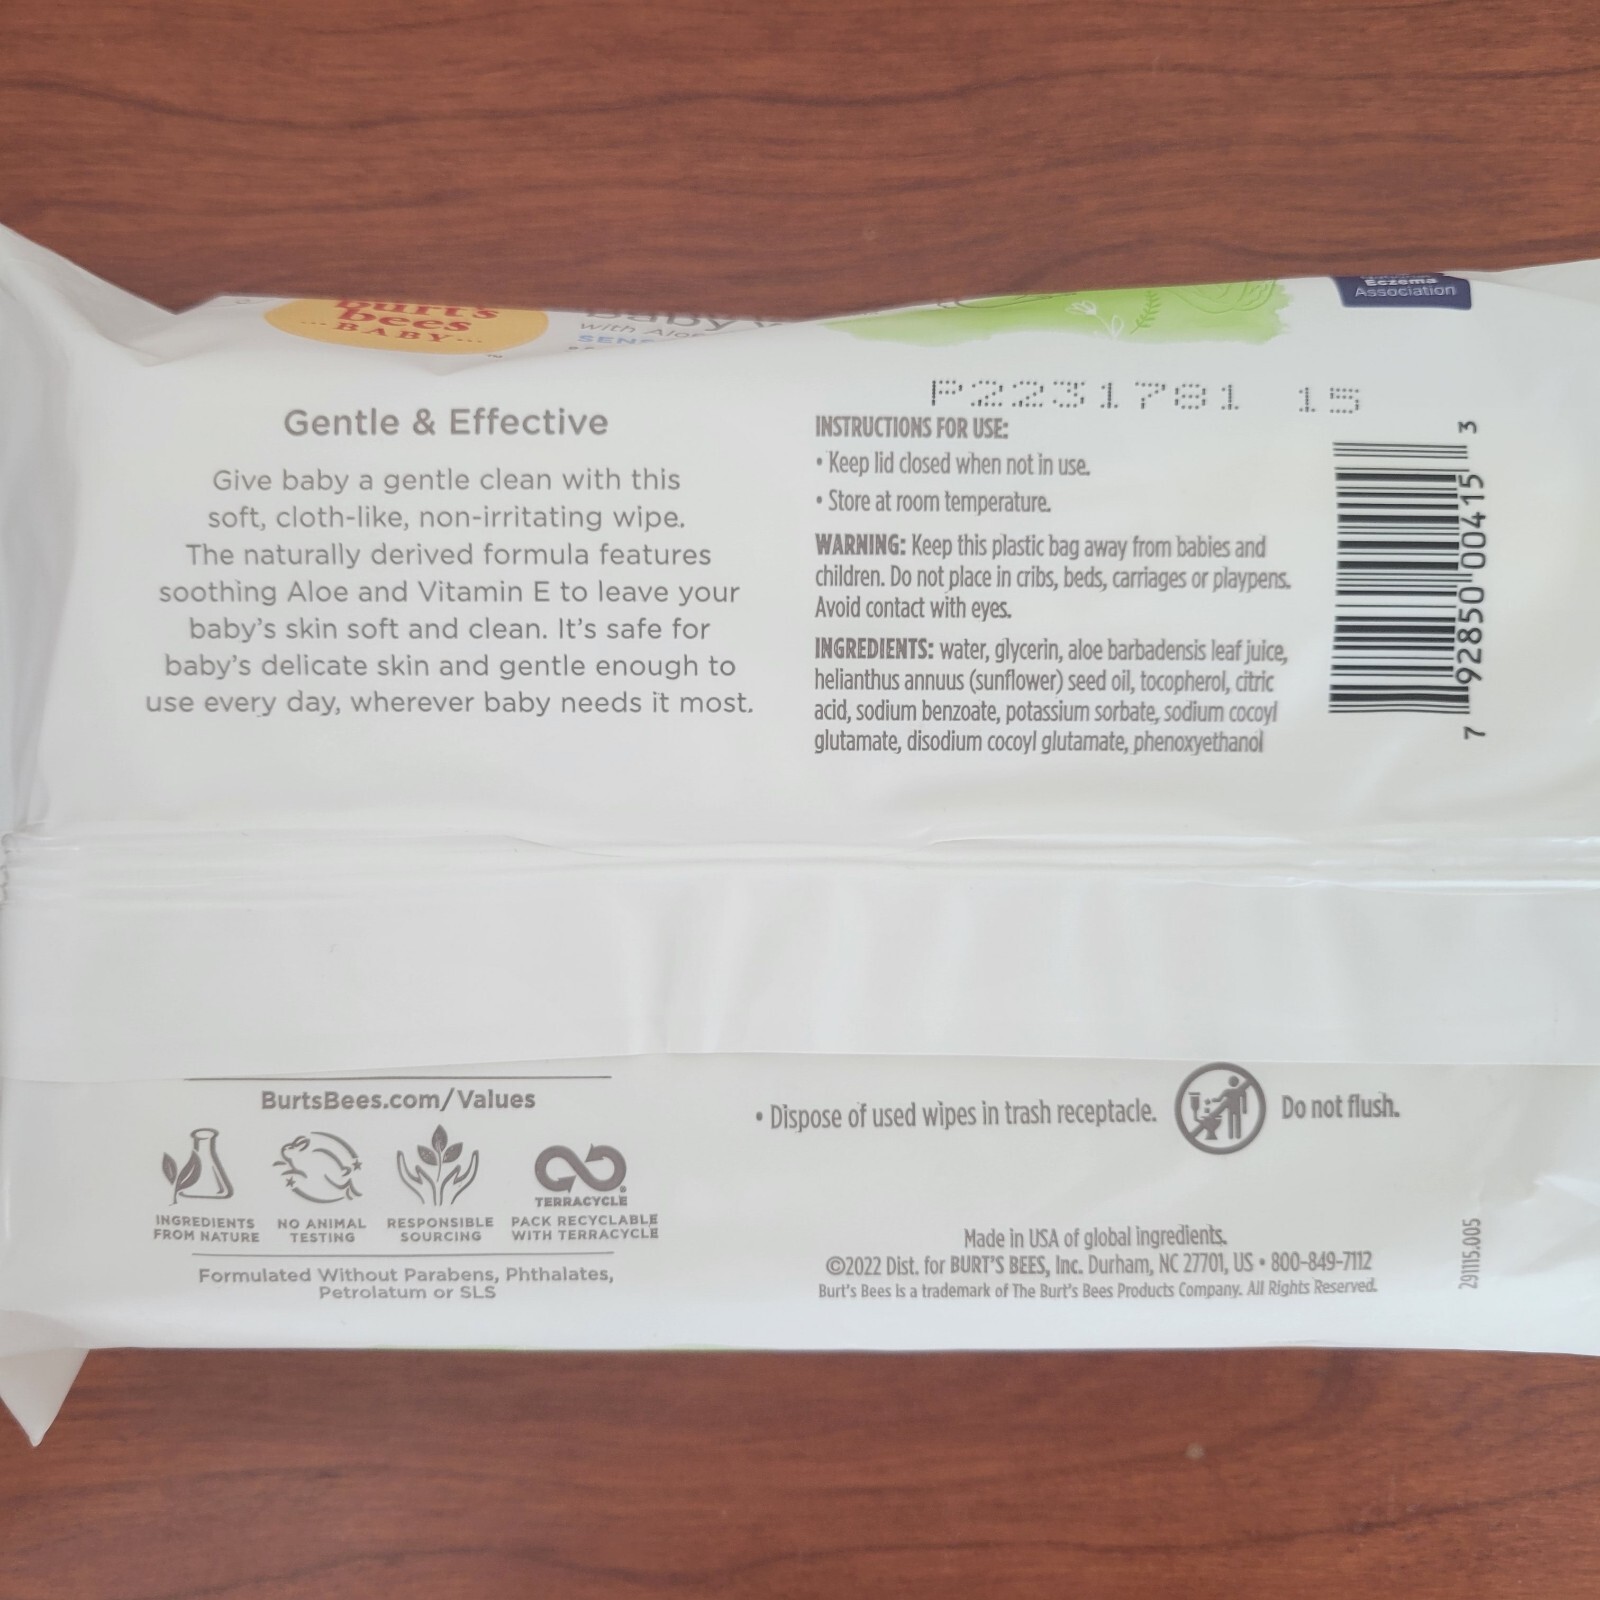 burt's
bees
BABY
™
with Aloe
Eczema
Association
P2231781 15
Gentle & Effective
Give baby a gentle clean with this
soft, cloth-like, non-irritating wipe.
The naturally derived formula features
soothing Aloe and Vitamin E to leave your
baby's skin soft and clean. It's safe for
baby's delicate skin and gentle enough to
use every day, wherever baby needs it most.
INSTRUCTIONS FOR USE:
• Keep lid closed when not in use.
• Store at room temperature.
WARNING: Keep this plastic bag away from babies and
children. Do not place in cribs, beds, carriages or playpens.
Avoid contact with eyes.
INGREDIENTS: water, glycerin, aloe barbadensis leaf juice,
helianthus annuus (sunflower) seed oil, tocopherol, citric
acid, sodium benzoate, potassium sorbate, sodium cocoyl
glutamate, disodium cocoyl glutamate, phenoxyethanol
7 92850 00415 3
BurtsBees.com/Values
INGREDIENTS
FROM NATURE
NO ANIMAL
TESTING
RESPONSIBLE
SOURCING
TERRACYCLE®
PACK RECYCLABLE
WITH TERRACYCLE
Formulated Without Parabens, Phthalates,
Petrolatum or SLS
• Dispose of used wipes in trash receptacle.
Do not flush.
Made in USA of global ingredients.
©2022 Dist. for BURT'S BEES, Inc. Durham, NC 27701, US • 800-849-7112
Burt's Bees is a trademark of The Burt's Bees Products Company. All Rights Reserved.
291115.005